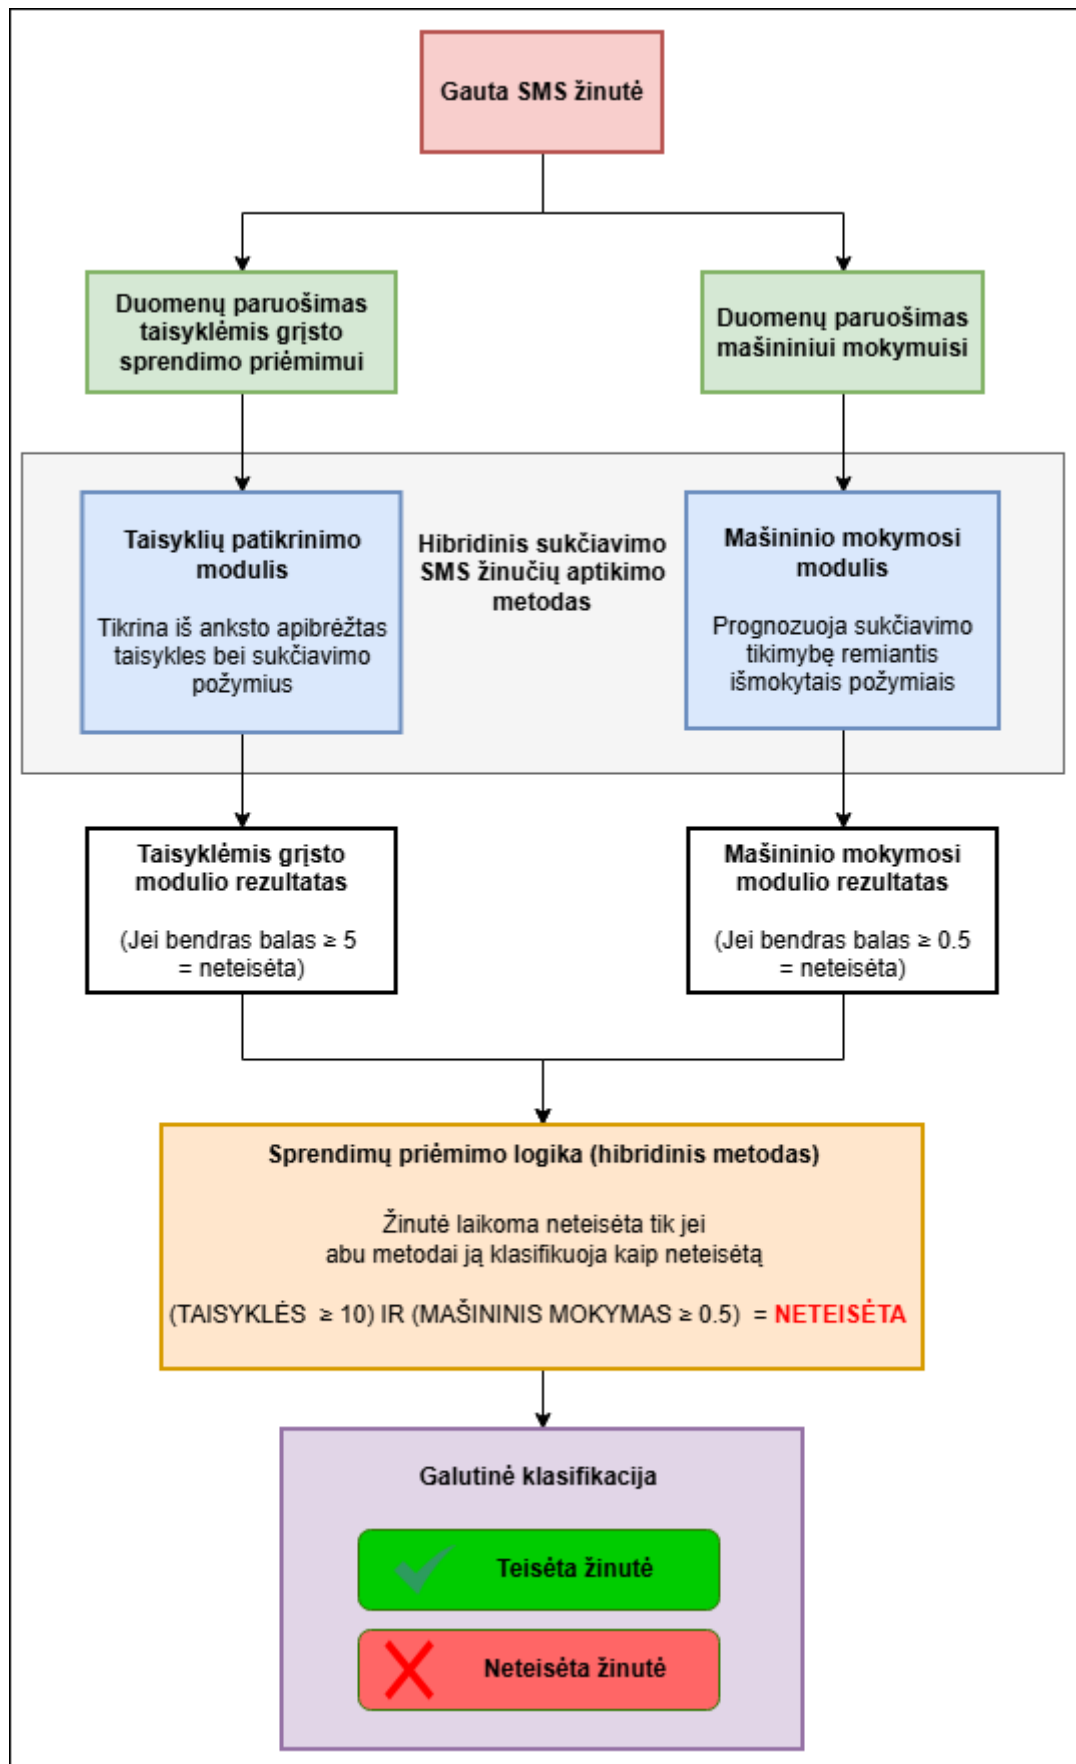 Gauta SMS žinutė
Duomenų paruošimas
taisyklėmis grįsto
sprendimo priėmimui
Duomenų paruošimas
mašininiui mokymuisi
Taisyklių patikrinimo
modulis
Tikrina iš anksto apibrėžtas
taisykles bei sukčiavimo
požymius
Hibridinis sukčiavimo
SMS žinučių aptikimo
metodas
Mašininio mokymosi
modulis
Prognozuoja sukčiavimo
tikimybę remiantis
išmokytais požymiais
Taisyklėmis grįsto
modulio rezultatas
(Jei bendras balas ≥ 5
= neteisėta)
Mašininio mokymosi
modulio rezultatas
(Jei bendras balas ≥ 0.5
= neteisėta)
Sprendimų priėmimo logika (hibridinis metodas)
Žinutė laikoma neteisėta tik jei
abu metodai ją klasifikuoja kaip neteisėtą
(TAISYKLĖS ≥ 10) IR (MAŠININIS MOKYMAS ≥ 0.5) = NETEISĖTA
Galutinė klasifikacija
Teisėta žinutė
Neteisėta žinutė